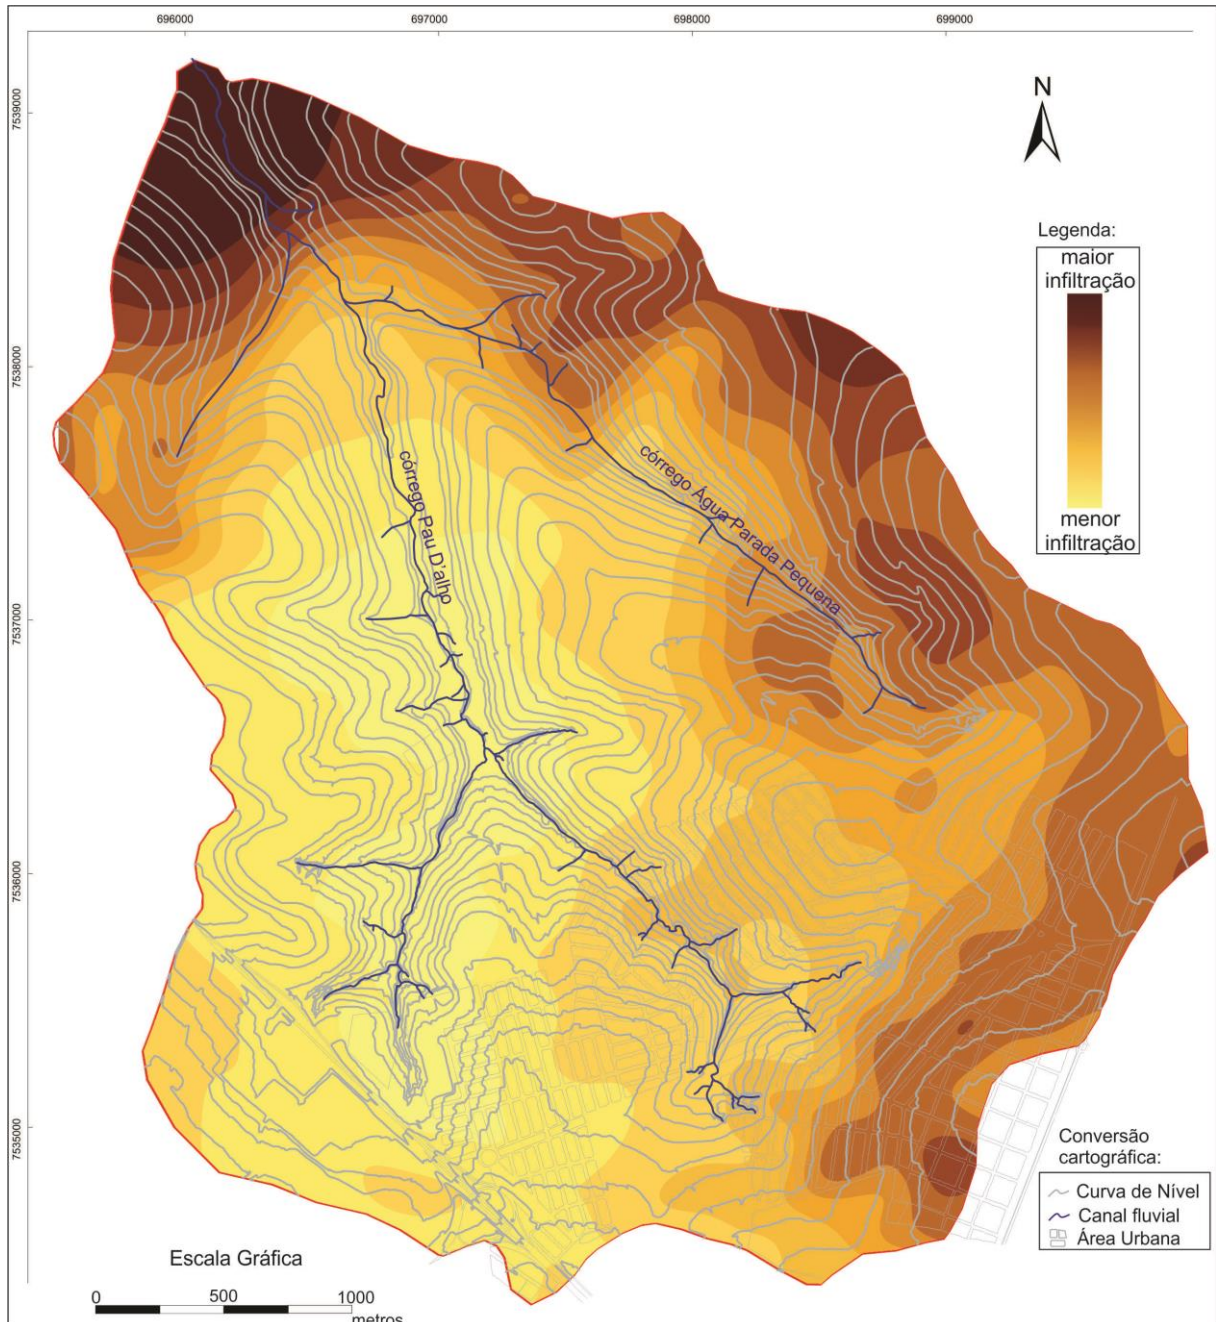 696000
697000
698000
699000
7539000
7538000
7537000
7536000
7535000
N
Legenda:
maior
infiltração
menor
infiltração
córrego Pau D'alho
córrego Água Parada Pequena
Conversão
cartográfica:
Curva de Nível
Canal fluvial
Área Urbana
Escala Gráfica
0
500
1000
metros